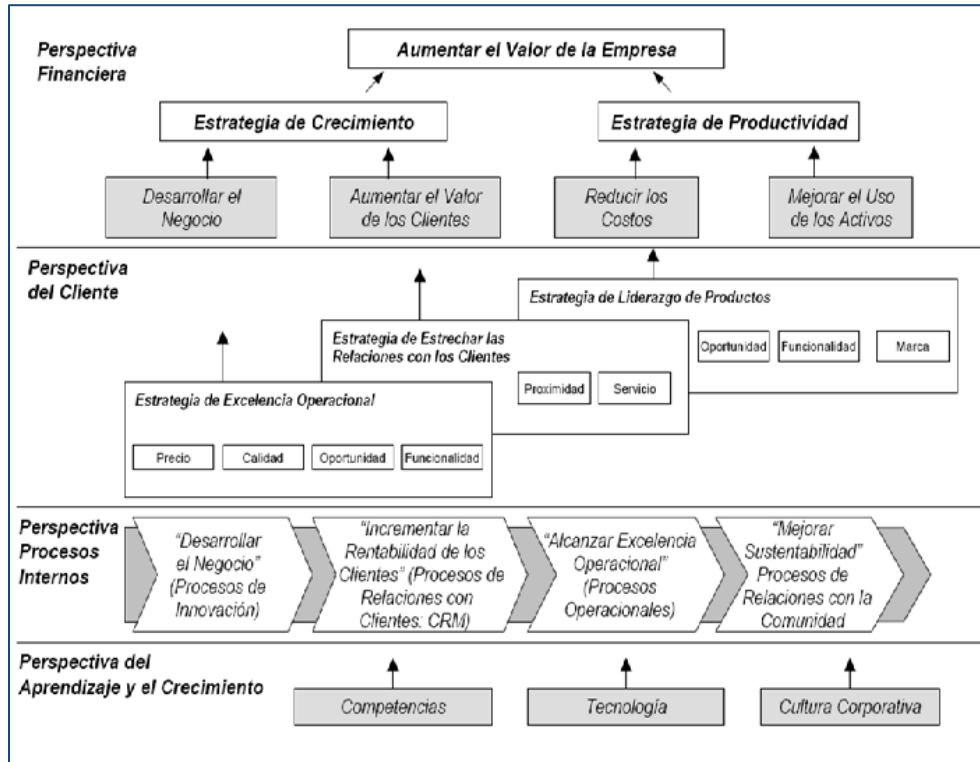 Perspectiva
Financiera
Aumentar el Valor de la Empresa
Estrategia de Crecimiento
Estrategia de Productividad
Desarrollar el
Negocio
Aumentar el Valor
de los Clientes
Reducir los
Costos
Mejorar el Uso
de los Activos
Perspectiva
del Cliente
Estrategia de Liderazgo de Productos
Oportunidad
Funcionalidad
Marca
Estrategia de Estrechar las
Relaciones con los Clientes
Proximidad
Servicio
Estrategia de Excelencia Operacional
Precio
Calidad
Oportunidad
Funcionalidad
Perspectiva
Procesos
Internos
“Desarrollar
el Negocio”
(Procesos de
Innovación)
“Incrementar la
Rentabilidad de los
Clientes” (Procesos de
Relaciones con
Clientes: CRM)
“Alcanzar Excelencia
Operacional”
(Procesos
Operacionales)
“Mejorar
Sustentabilidad”
Procesos de
Relaciones con la
Comunidad
Perspectiva del
Aprendizaje y el Crecimiento
Competencias
Tecnología
Cultura Corporativa